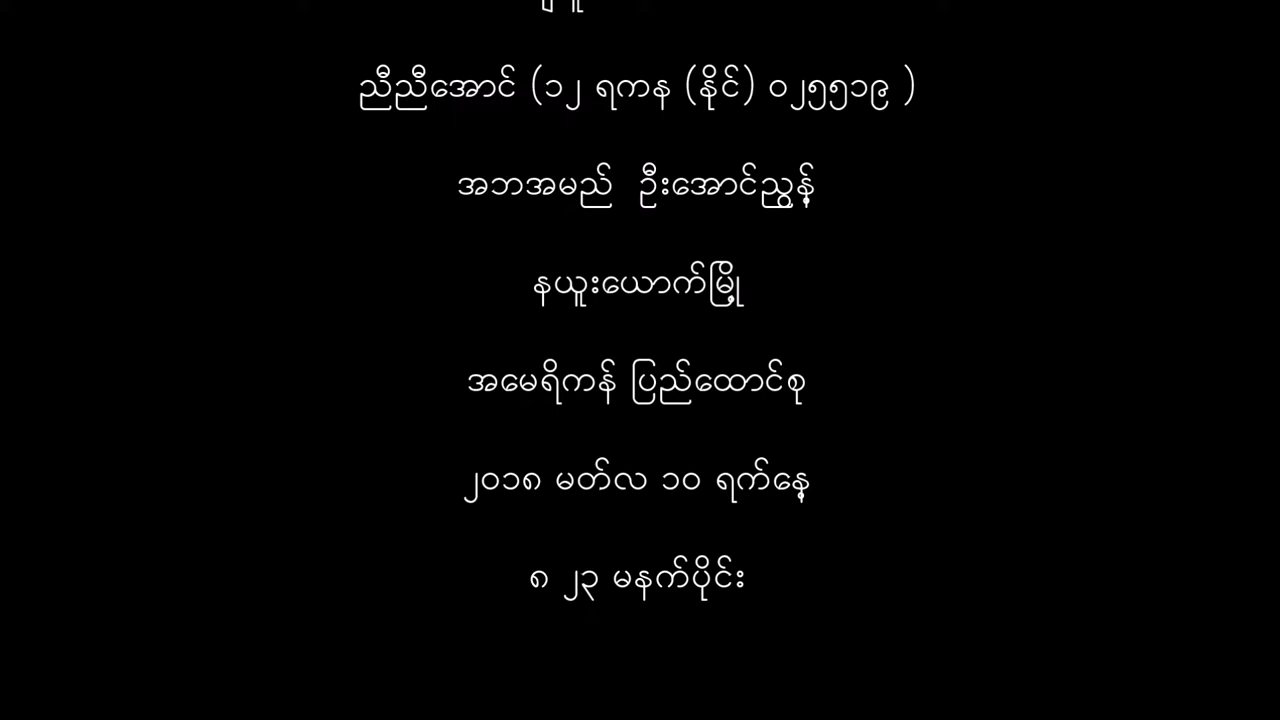 ညီညီအောင် (၁၂ ရကန (နိုင်) ၀၂၅၅၁၉ )
အဘအမည် ဦးအောင်ညွန့်
နယူးယောက်မြို့
အမေရိကန် ပြည်ထောင်စု
၂၀၁၈ မတ်လ ၁၀ ရက်နေ့
၈ ၂၃ မနက်ပိုင်း